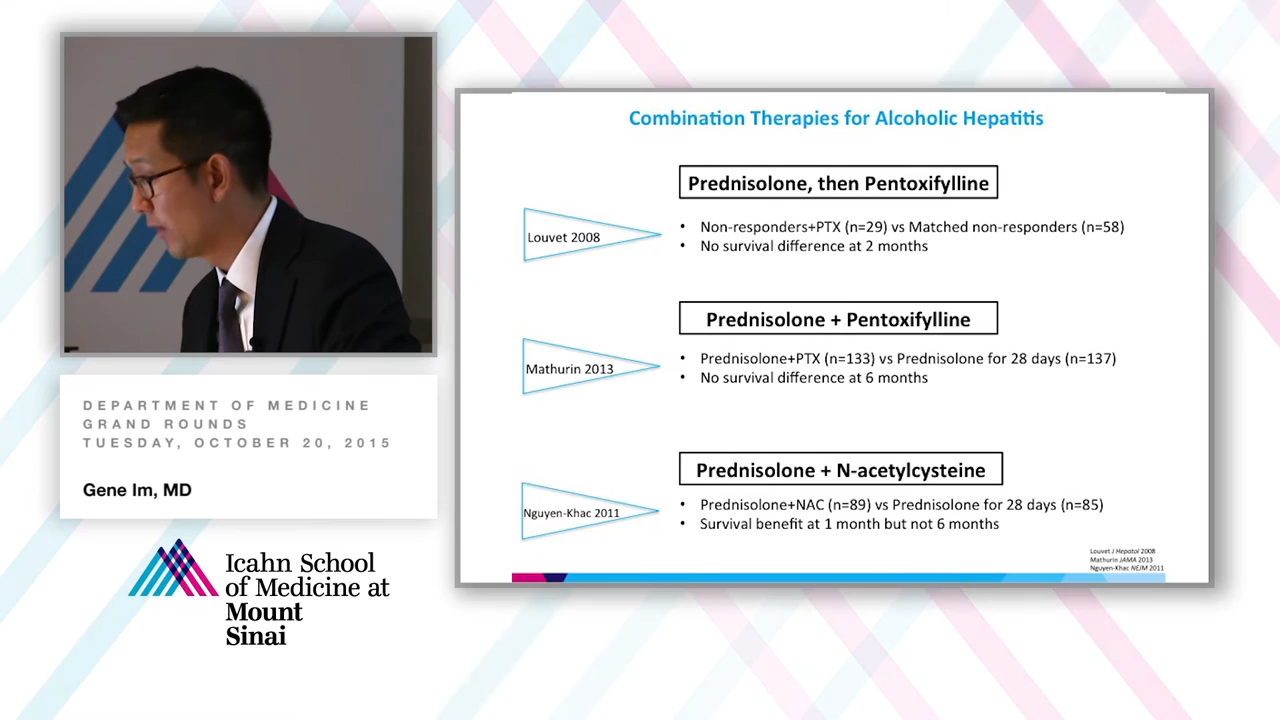 DEPARTMENT OF MEDICINE
GRAND ROUNDS
TUESDAY, OCTOBER 20, 2015
Gene Im, MD
Icahn School
of Medicine at
Mount
Sinai
Combination Therapies for Alcoholic Hepatitis
Prednisolone, then Pentoxifylline
Louvet 2008
• Non-responders+PTX (n=29) vs Matched non-responders (n=58)
• No survival difference at 2 months
Prednisolone + Pentoxifylline
Mathurin 2013
• Prednisolone+PTX (n=133) vs Prednisolone for 28 days (n=137)
• No survival difference at 6 months
Prednisolone + N-acetylcysteine
Nguyen-Khac 2011
• Prednisolone+NAC (n=89) vs Prednisolone for 28 days (n=85)
• Survival benefit at 1 month but not 6 months
Louvet J Hepatol 2008
Mathurin JAMA 2013
Nguyen-Khac NEJM 2011